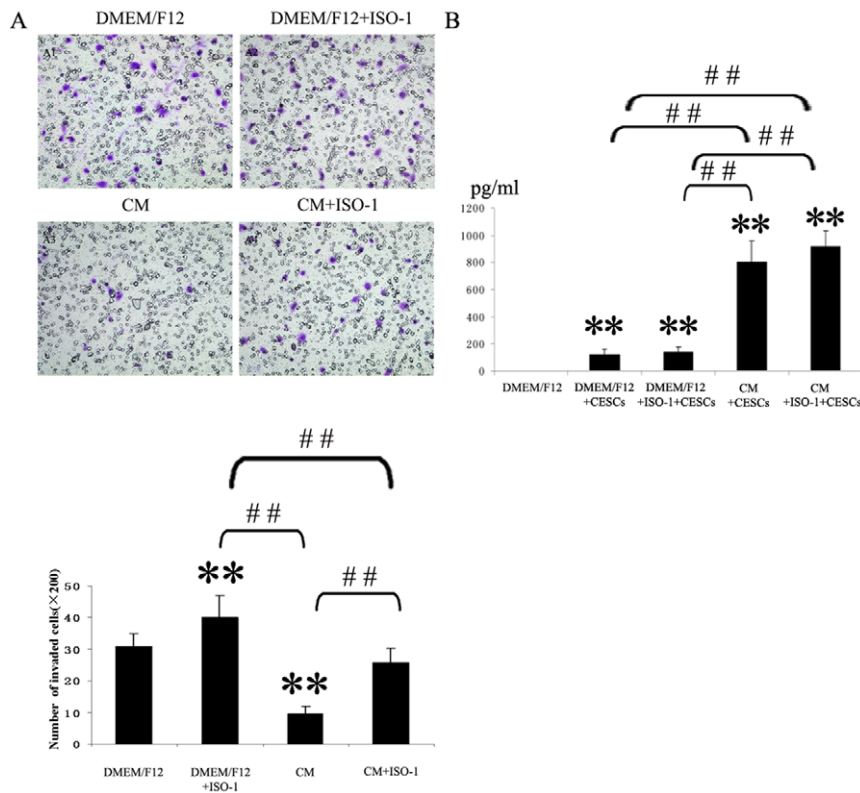 A
DMEM/F12
DMEM/F12+ISO-1
A1
A2
CM
CM+ISO-1
A3
B
# #
# #
# #
# #
pg/ml
1200
1000
800
600
400
200
0
**
**
**
**
DMEM/F12
DMEM/F12
+CESCs
DMEM/F12
+ISO-1+CESCs
CM
+CESCs
CM
+ISO-1+CESCs
# #
# #
# #
Number of invaded cells(×200)
50
40
30
20
10
0
**
**
DMEM/F12
DMEM/F12
+ISO-1
CM
CM+ISO-1